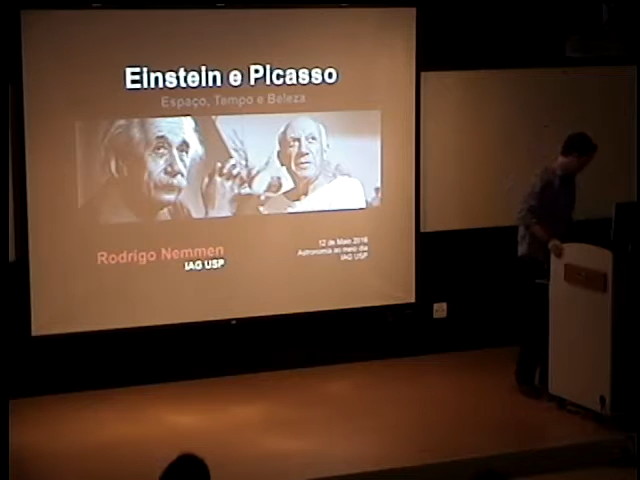 Einstein e Picasso
Espaço, Tempo e Beleza
Rodrigo Nemmen
IAG USP
12 de Maio 2016
Astronomia ao meio dia
IAG USP